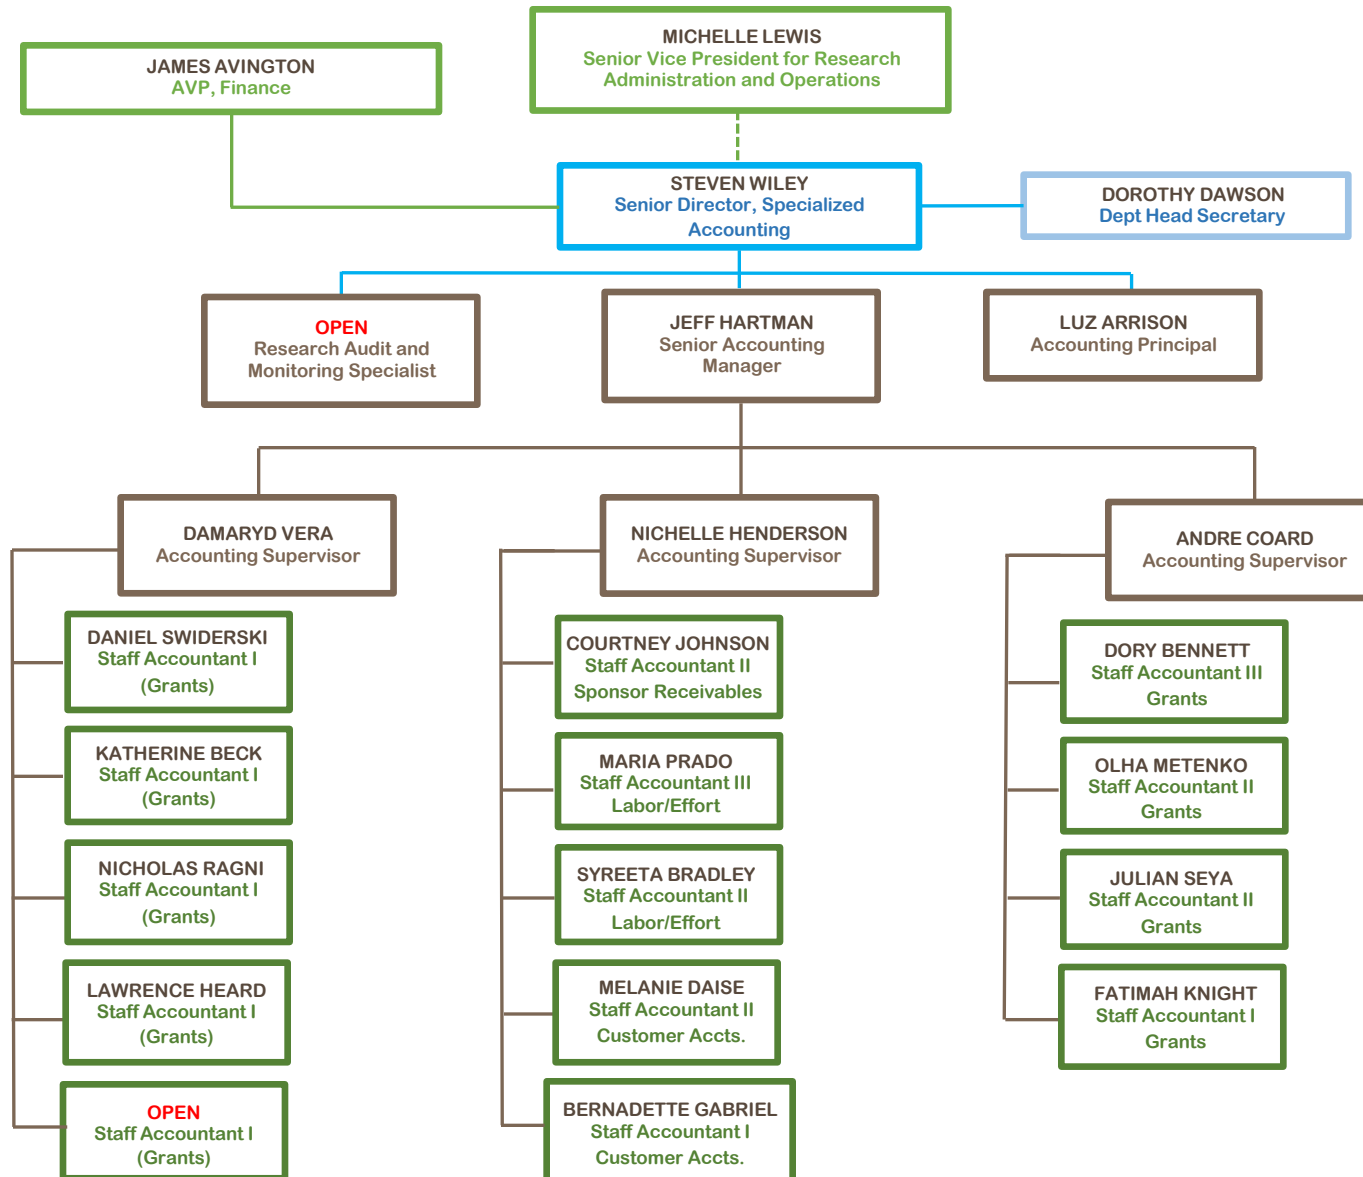 JAMES AVINGTON
AVP, Finance
MICHELLE LEWIS
Senior Vice President for Research
Administration and Operations
STEVEN WILEY
Senior Director, Specialized
Accounting
DOROTHY DAWSON
Dept Head Secretary
OPEN
Research Audit and
Monitoring Specialist
JEFF HARTMAN
Senior Accounting
Manager
LUZ ARRISON
Accounting Principal
DAMARYD VERA
Accounting Supervisor
NICHELLE HENDERSON
Accounting Supervisor
ANDRE COARD
Accounting Supervisor
DANIEL SWIDERSKI
Staff Accountant I
(Grants)
KATHERINE BECK
Staff Accountant I
(Grants)
NICHOLAS RAGNI
Staff Accountant I
(Grants)
LAWRENCE HEARD
Staff Accountant I
(Grants)
OPEN
Staff Accountant I
(Grants)
COURTNEY JOHNSON
Staff Accountant II
Sponsor Receivables
MARIA PRADO
Staff Accountant III
Labor/Effort
SYREETA BRADLEY
Staff Accountant II
Labor/Effort
MELANIE DAISE
Staff Accountant II
Customer Accts.
BERNADETTE GABRIEL
Staff Accountant I
Customer Accts.
DORY BENNETT
Staff Accountant III
Grants
OLHA METENKO
Staff Accountant II
Grants
JULIAN SEYA
Staff Accountant II
Grants
FATIMAH KNIGHT
Staff Accountant I
Grants